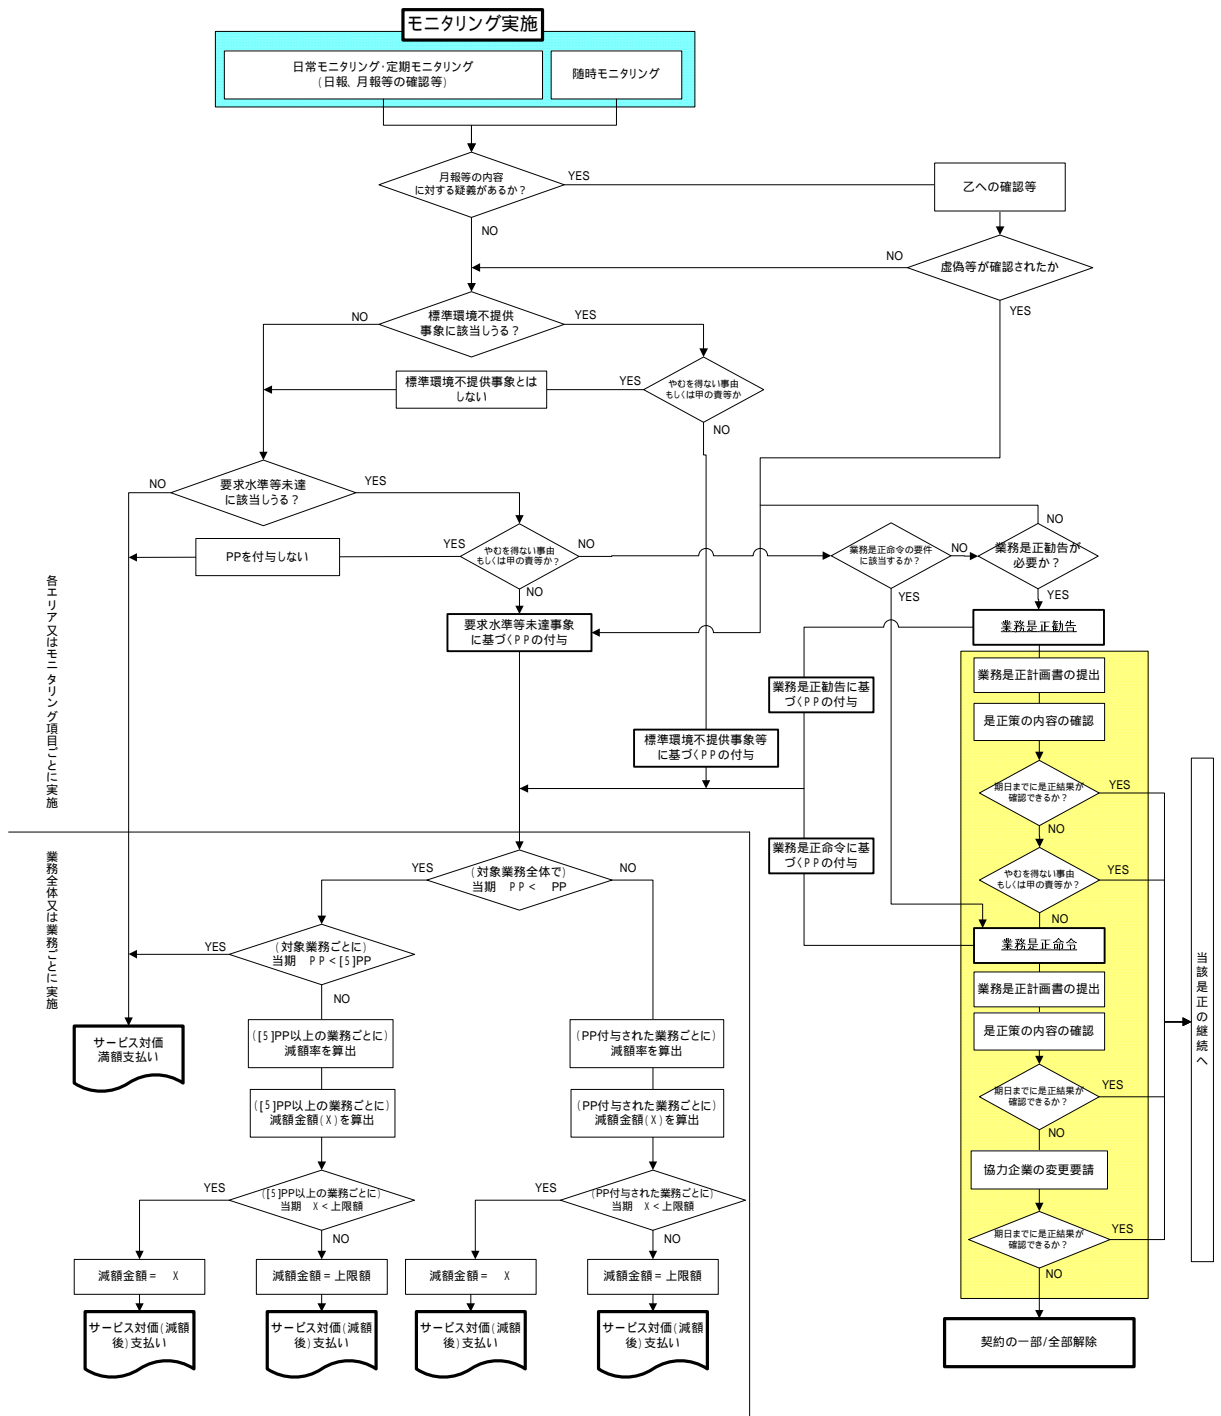 モニタリング実施
日常モニタリング・定期モニタリング
(日報、月報等の確認等)
随時モニタリング
月報等の内容
に対する疑義があるか?
YES
NO
乙への確認等
虚偽等が確認されたか
NO
YES
標準環境不提供
事象に該当しうる?
NO
YES
標準環境不提供事象とは
しない
YES
やむを得ない事由
もしくは甲の責等か
NO
要求水準等未達
に該当しうる?
NO
YES
PPを付与しない
YES
やむを得ない事由
もしくは甲の責等か?
NO
NO
業務是正命令の要件
に該当するか?
NO
YES
業務是正勧告が
必要か?
NO
YES
要求水準等未達事象
に基づくPPの付与
業務是正勧告
業務是正勧告に基
づくPPの付与
標準環境不提供事象等
に基づくPPの付与
業務是正計画書の提出
是正策の内容の確認
期日までに是正結果が
確認できるか?
YES
NO
やむを得ない事由
もしくは甲の責等か?
YES
NO
業務是正命令に基
づくPPの付与
業務是正命令
業務是正計画書の提出
是正策の内容の確認
期日までに是正結果が
確認できるか?
YES
NO
協力企業の変更要請
期日までに是正結果が
確認できるか?
YES
NO
契約の一部/全部解除
当該是正の継続へ
各エリア又はモニタリング項目ごとに実施
業務全体又は業務ごとに実施
(対象業務全体で)
当期 PP< PP
YES
NO
(対象業務ごとに)
当期 PP<[5]PP
YES
NO
サービス対価
満額支払い
([5]PP以上の業務ごとに)
減額率を算出
(PP付与された業務ごとに)
減額率を算出
([5]PP以上の業務ごとに)
減額金額(X)を算出
(PP付与された業務ごとに)
減額金額(X)を算出
([5]PP以上の業務ごとに)
当期 X<上限額
YES
NO
(PP付与された業務ごとに)
当期 X<上限額
YES
NO
減額金額= X
減額金額=上限額
減額金額= X
減額金額=上限額
サービス対価(減額
後)支払い
サービス対価(減額
後)支払い
サービス対価(減額
後)支払い
サービス対価(減額
後)支払い